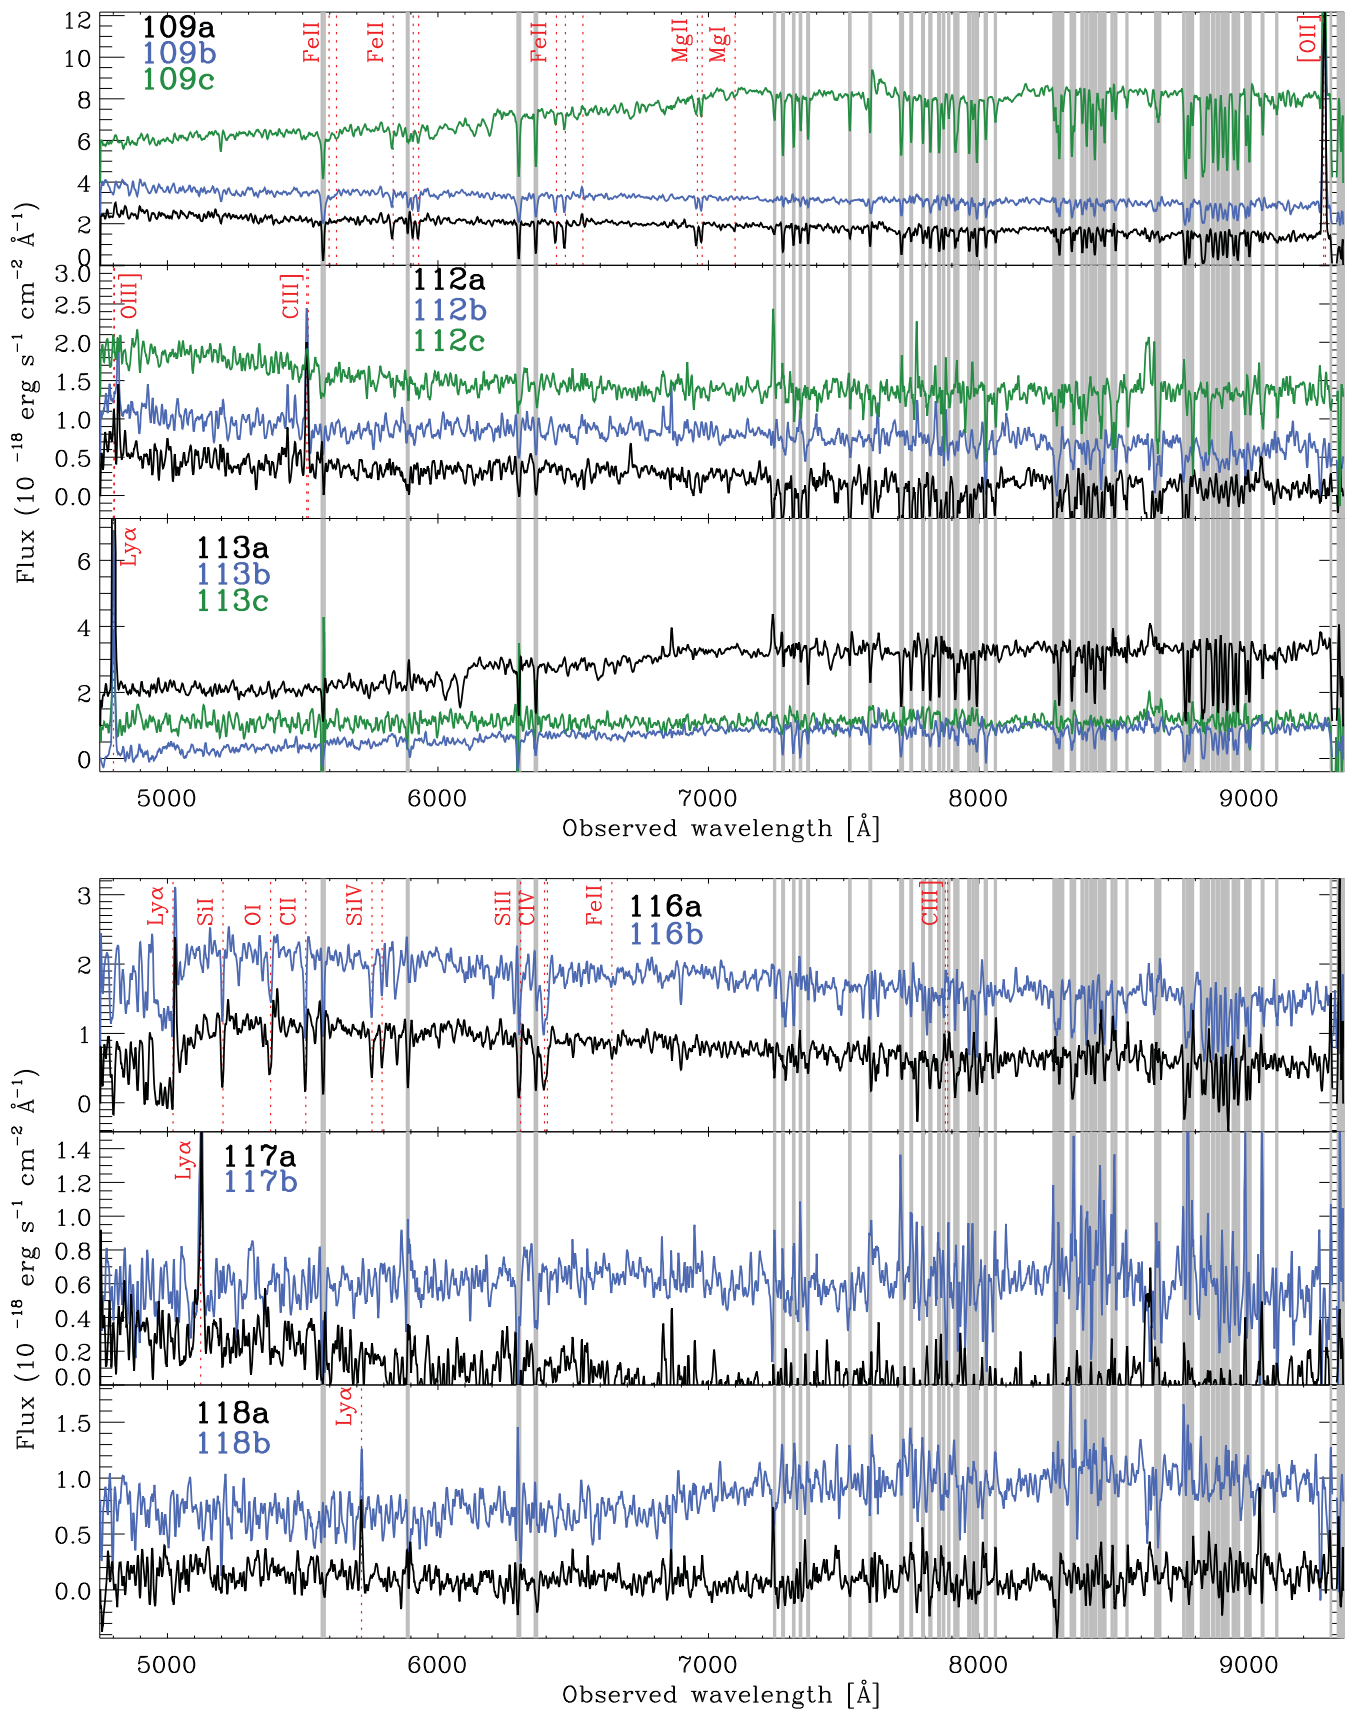 109a
109b
109c
FeII
FeII
FeII
MgII
MgI
[OII]
12
10
8
6
4
2
0
112a
112b
112c
OIII]
CIII]
3.0
2.5
2.0
1.5
1.0
0.5
0.0
113a
113b
113c
Lyα
6
4
2
0
Flux (10 ⁻¹⁸ erg s⁻¹ cm⁻² Å⁻¹)
5000 6000 7000 8000 9000
Observed wavelength [Å]
116a
116b
Lyα
SiI
OI
CII
SiIV
SiII
CIV
FeII
CIII]
3
2
1
0
117a
117b
Lyα
1.4
1.2
1.0
0.8
0.6
0.4
0.2
0.0
118a
118b
Lyα
1.5
1.0
0.5
0.0
Flux (10 ⁻¹⁸ erg s⁻¹ cm⁻² Å⁻¹)
5000 6000 7000 8000 9000
Observed wavelength [Å]